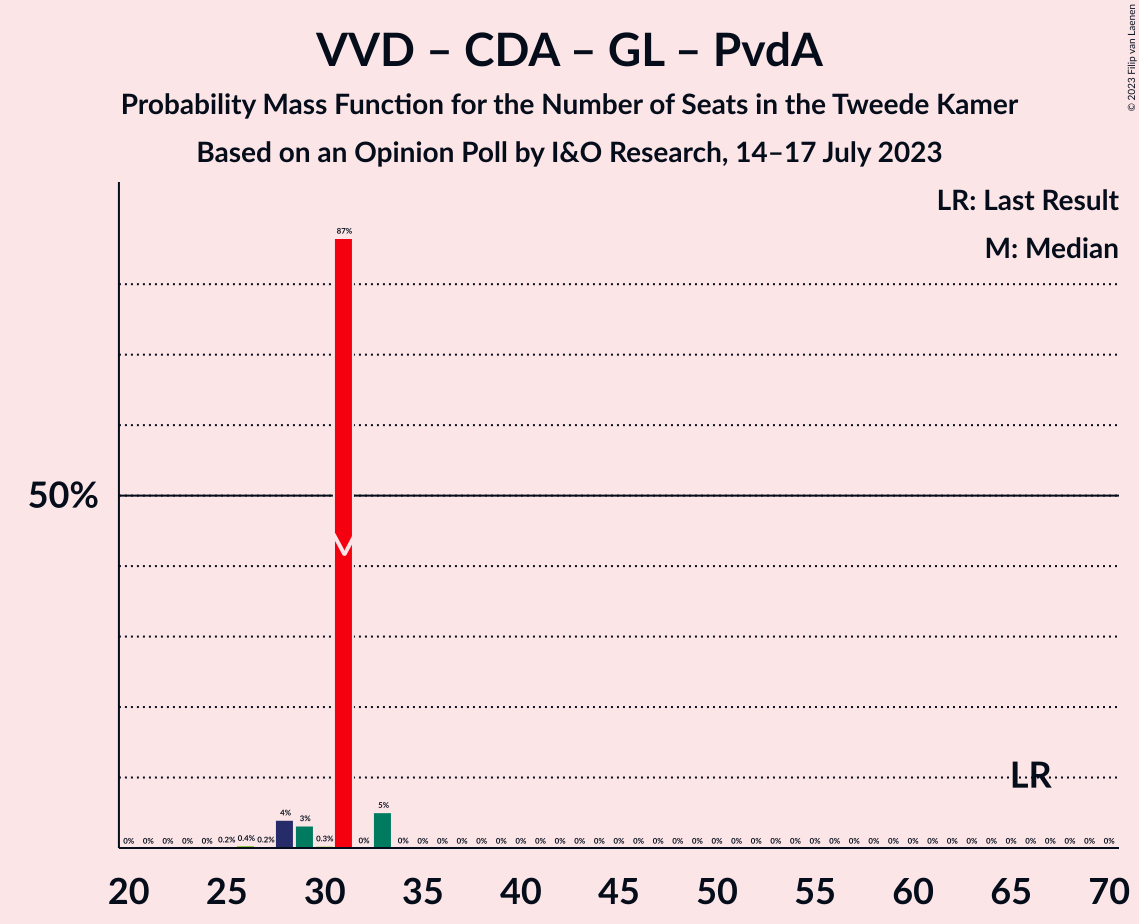 VVD – CDA – GL – PvdA
Probability Mass Function for the Number of Seats in the Tweede Kamer
Based on an Opinion Poll by I&O Research, 14–17 July 2023
© 2023 Filip van Laenen
LR: Last Result
M: Median
50%
87%
LR
0% 0% 0% 0% 0% 0.2% 0.4% 0.2% 4% 3% 0.3% 0% 5% 0% 0% 0% 0% 0% 0% 0% 0% 0% 0% 0% 0% 0% 0% 0% 0% 0% 0% 0% 0% 0% 0% 0% 0% 0% 0% 0% 0% 0% 0% 0% 0% 0% 0% 0% 0% 0%
20 25 30 35 40 45 50 55 60 65 70